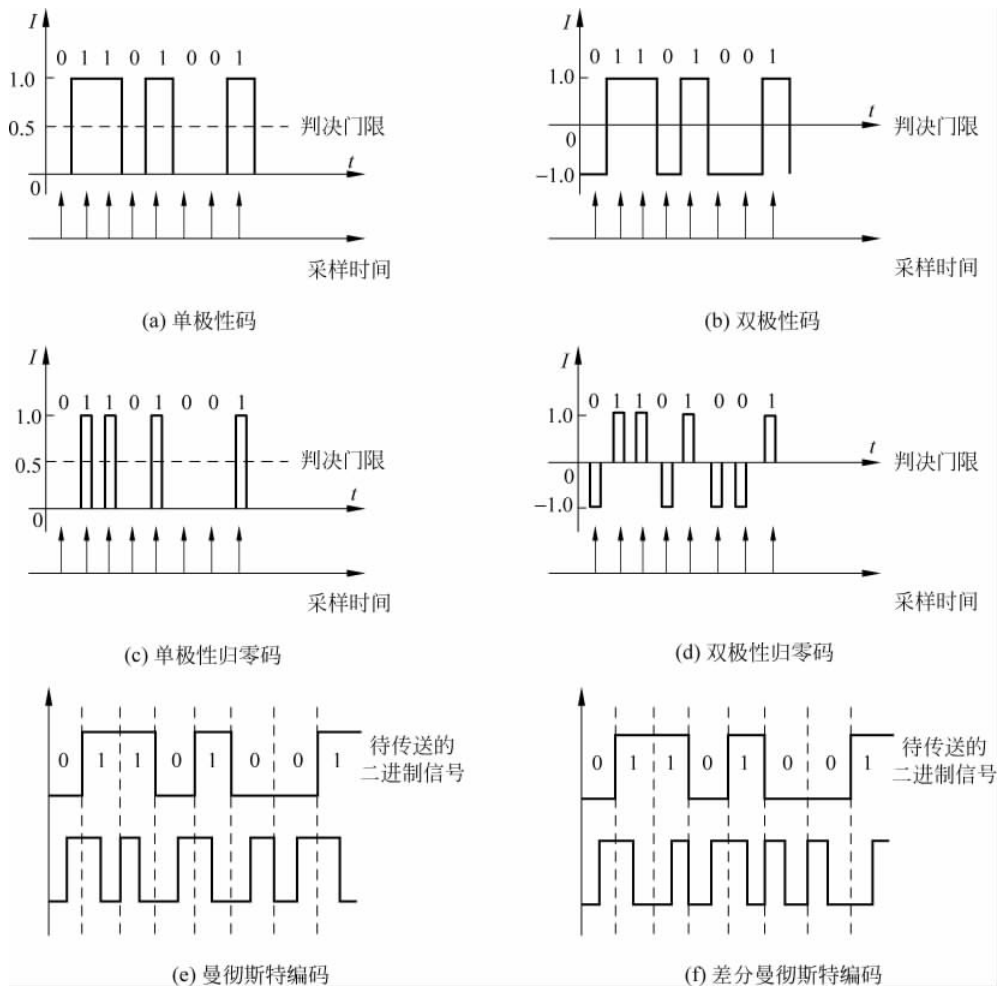 I
0 1 1 0 1 0 0 1
1.0
0.5
判决门限
t
0
采样时间
(a) 单极性码
I
0 1 1 0 1 0 0 1
1.0
t
判决门限
0
−1.0
采样时间
(b) 双极性码
I
0 1 1 0 1 0 0 1
1.0
0.5
判决门限
t
0
采样时间
(c) 单极性归零码
I
0 1 1 0 1 0 0 1
1.0
t
判决门限
0
−1.0
采样时间
(d) 双极性归零码
0 1 1 0 1 0 0 1
待传送的
二进制信号
(e) 曼彻斯特编码
0 1 1 0 1 0 0 1
待传送的
二进制信号
(f) 差分曼彻斯特编码